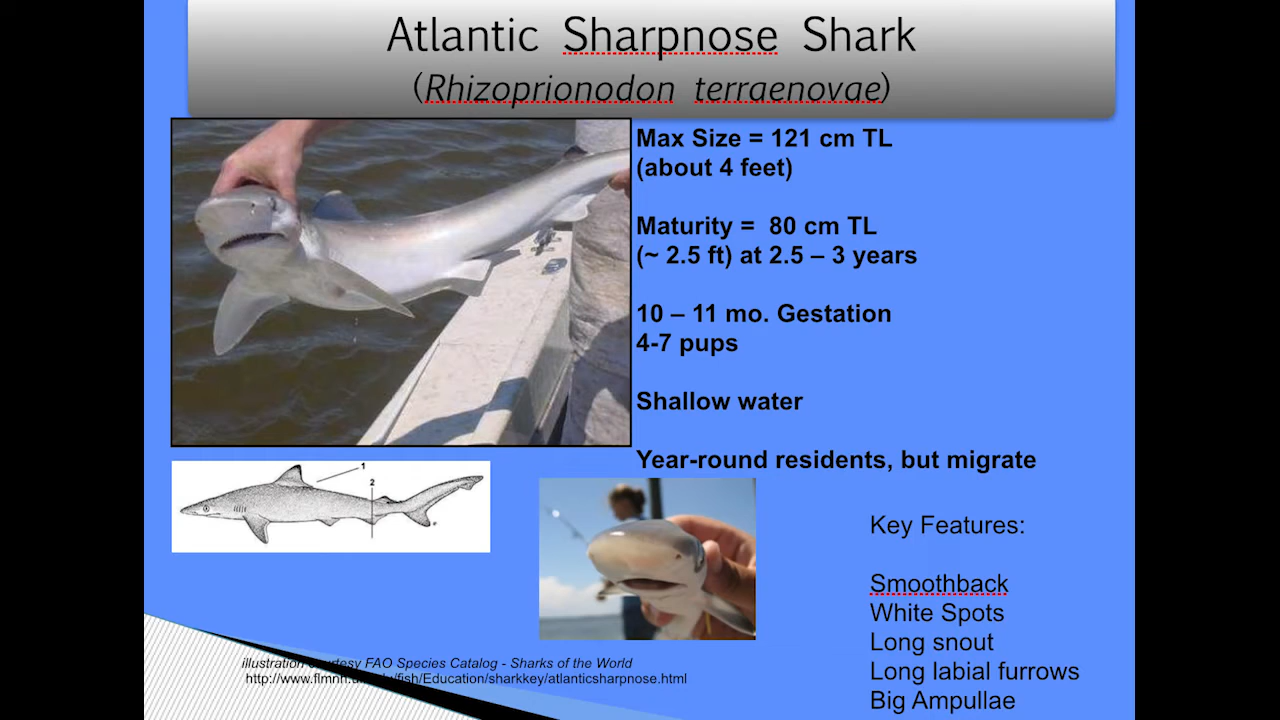 Atlantic Sharpnose Shark
(Rhizoprionodon terraenovae)
Max Size = 121 cm TL
(about 4 feet)
Maturity = 80 cm TL
(~ 2.5 ft) at 2.5 – 3 years
10 – 11 mo. Gestation
4-7 pups
Shallow water
Year-round residents, but migrate
1
2
Key Features:
Smoothback
White Spots
Long snout
Long labial furrows
Big Ampullae
illustration courtesy FAO Species Catalog - Sharks of the World
http://www.flmnh.ufl.edu/fish/Education/sharkkey/atlanticsharpnose.html